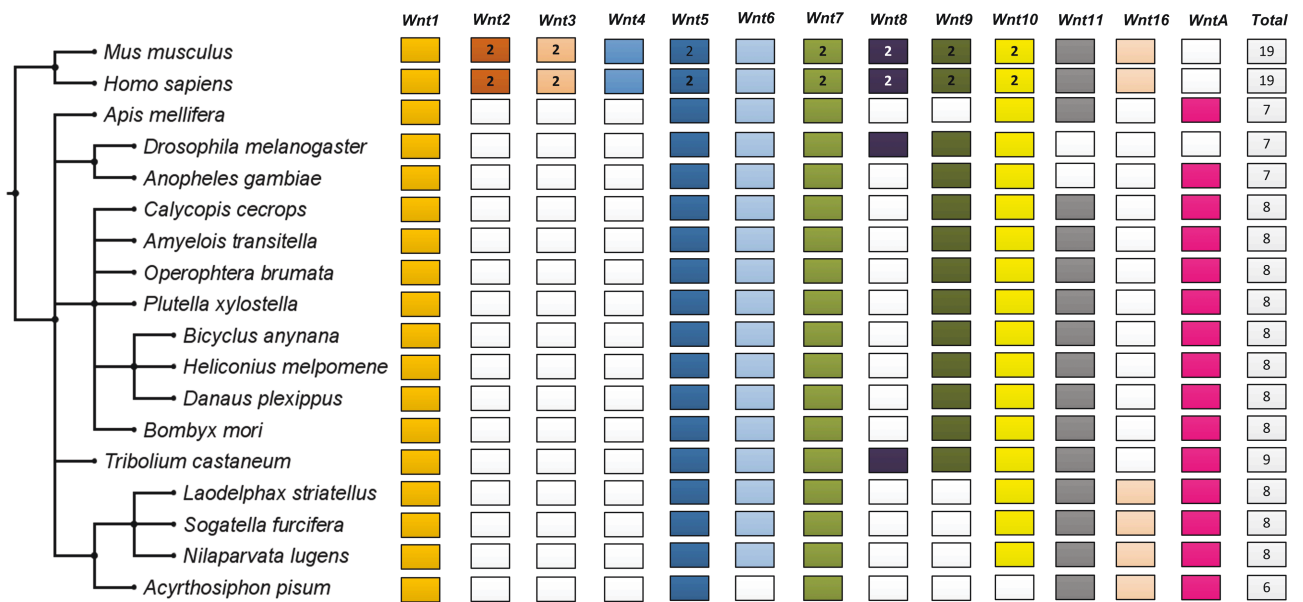 Wnt1 Wnt2 Wnt3 Wnt4 Wnt5 Wnt6 Wnt7 Wnt8 Wnt9 Wnt10 Wnt11 Wnt16 WntA Total
Mus musculus 2 2 2 2 2 2 2 19
Homo sapiens 2 2 2 2 2 2 2 19
Apis mellifera 7
Drosophila melanogaster 7
Anopheles gambiae 7
Calycopis cecrops 8
Amyelois transitella 8
Operophtera brumata 8
Plutella xylostella 8
Bicyclus anynana 8
Heliconius melpomene 8
Danaus plexippus 8
Bombyx mori 8
Tribolium castaneum 9
Laodelphax striatellus 8
Sogatella furcifera 8
Nilaparvata lugens 8
Acyrthosiphon pisum 6